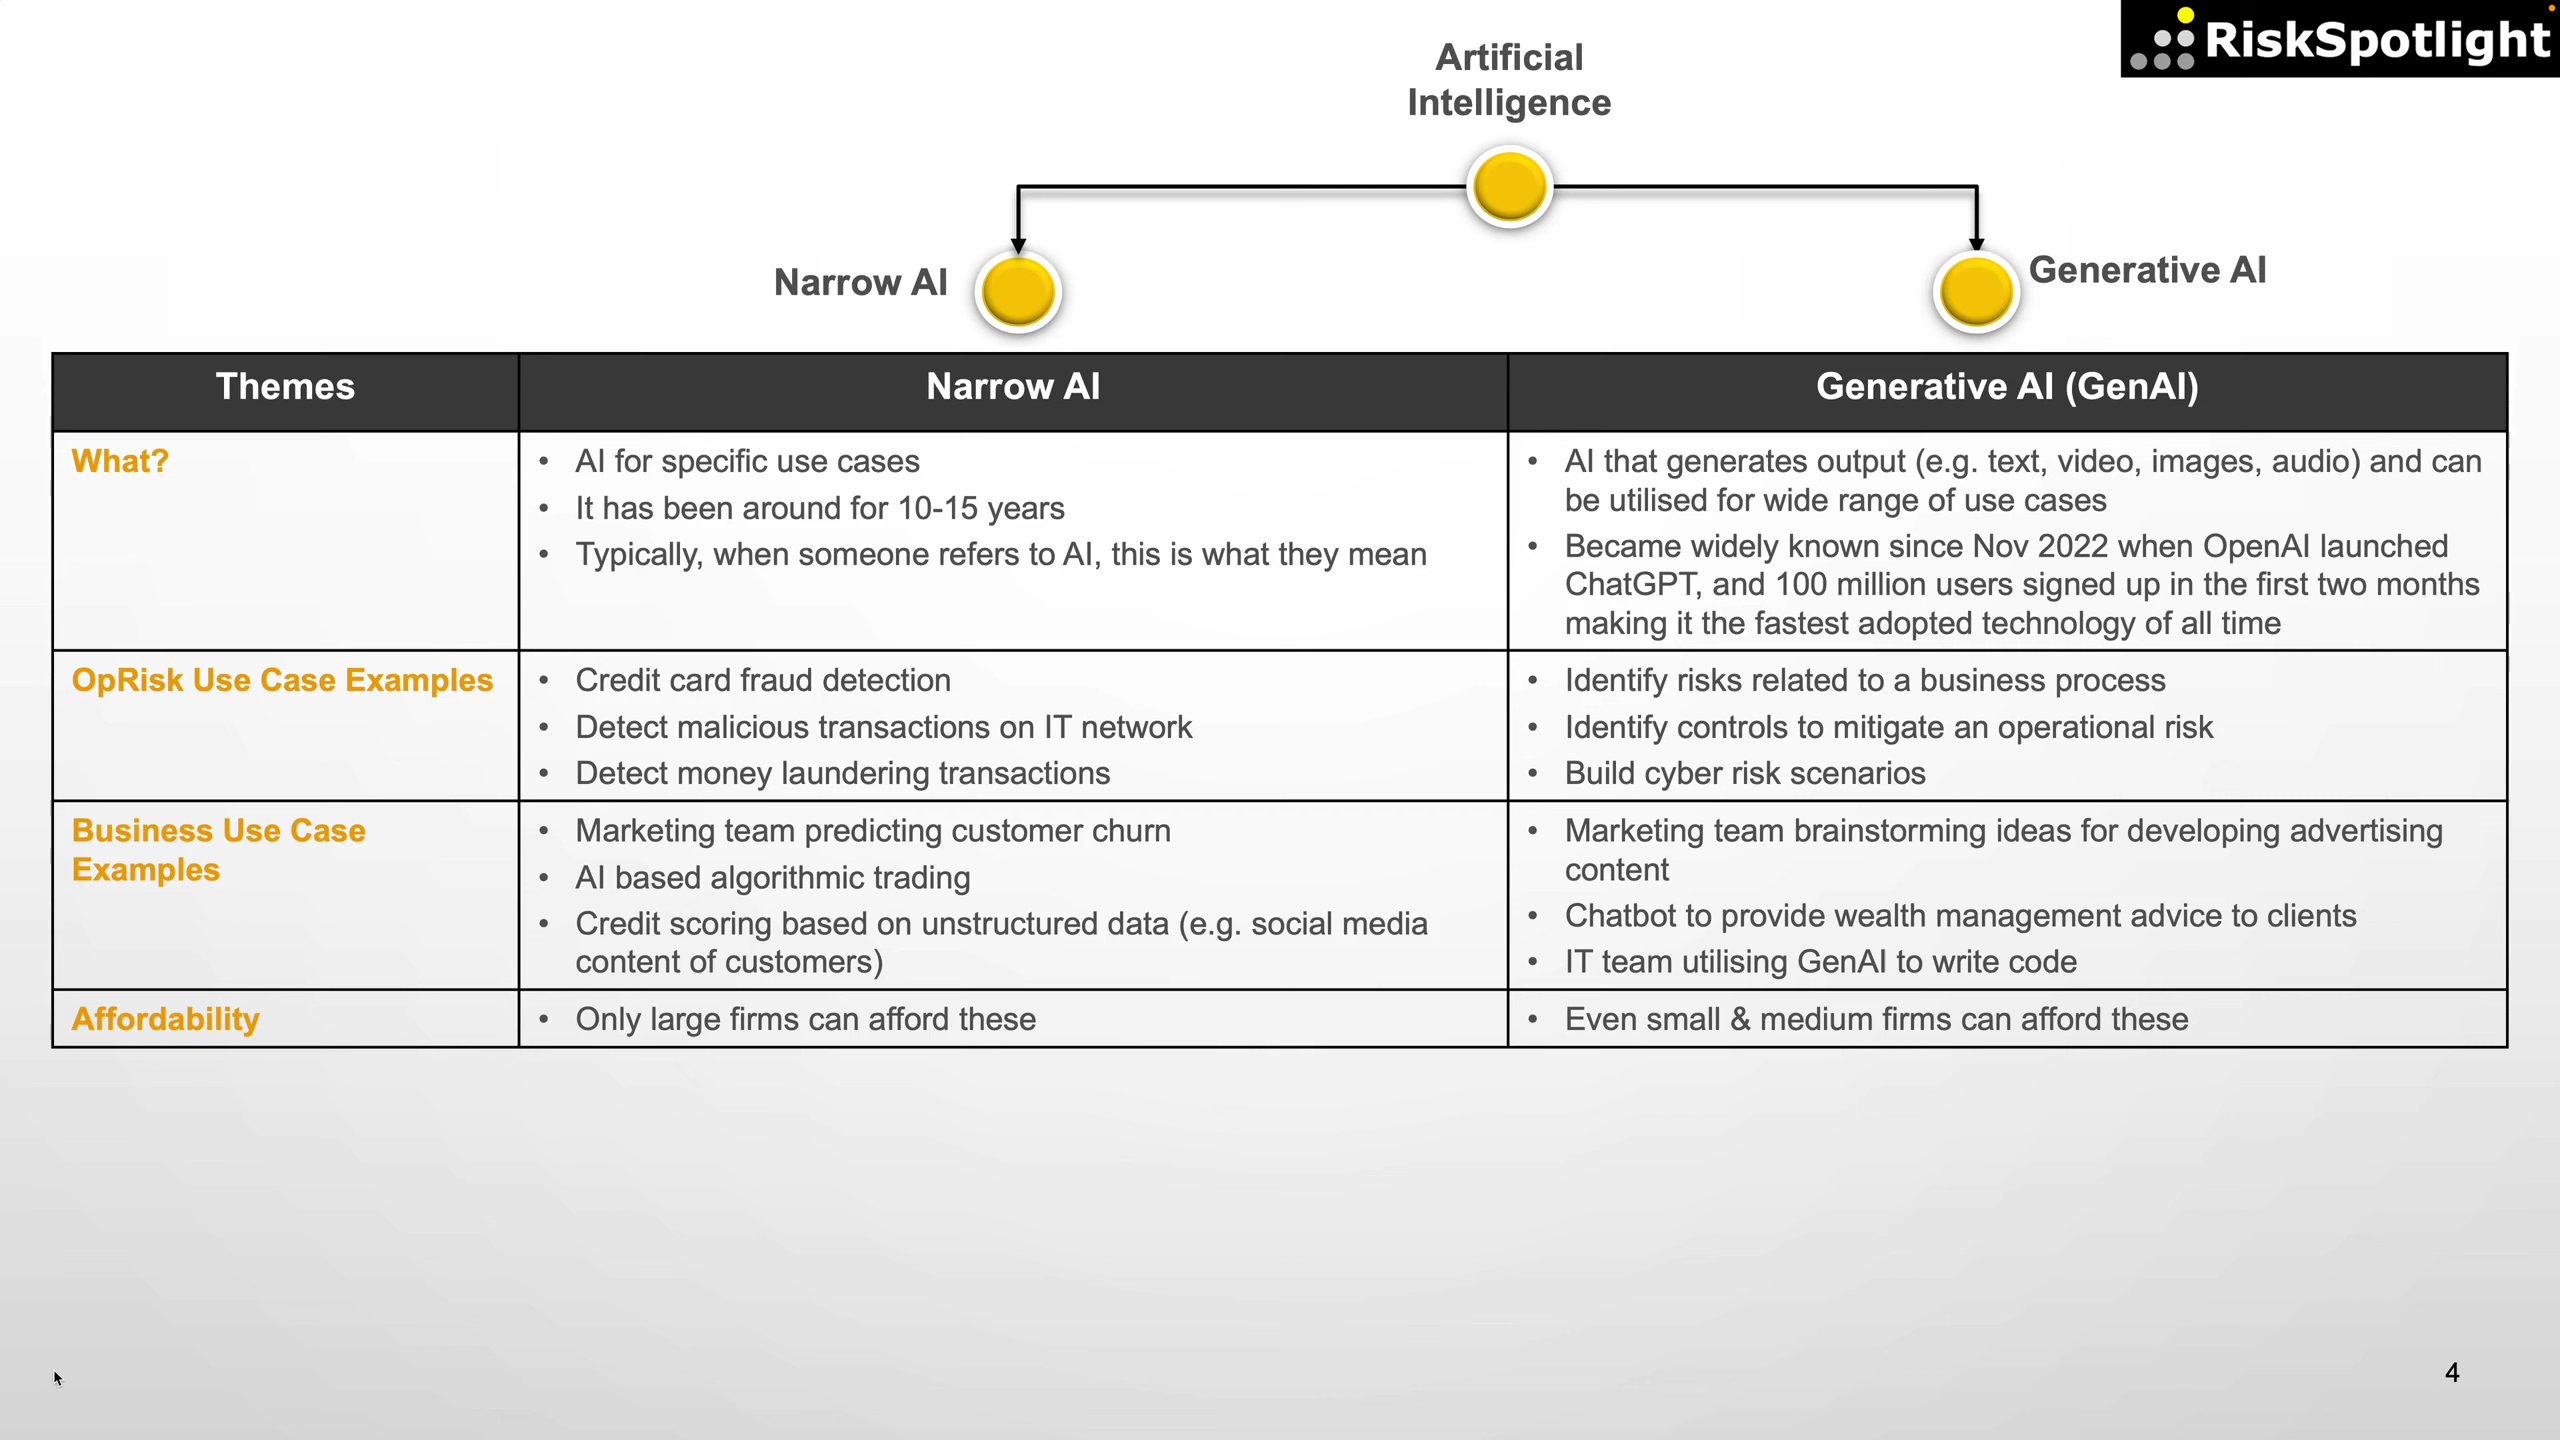 RiskSpotlight
Artificial
Intelligence
Narrow AI
Generative AI
Themes
Narrow AI
Generative AI (GenAI)
What?
• AI for specific use cases
• It has been around for 10-15 years
• Typically, when someone refers to AI, this is what they mean
• AI that generates output (e.g. text, video, images, audio) and can
be utilised for wide range of use cases
• Became widely known since Nov 2022 when OpenAI launched
ChatGPT, and 100 million users signed up in the first two months
making it the fastest adopted technology of all time
OpRisk Use Case Examples
• Credit card fraud detection
• Detect malicious transactions on IT network
• Detect money laundering transactions
• Identify risks related to a business process
• Identify controls to mitigate an operational risk
• Build cyber risk scenarios
Business Use Case
Examples
• Marketing team predicting customer churn
• AI based algorithmic trading
• Credit scoring based on unstructured data (e.g. social media
content of customers)
• Marketing team brainstorming ideas for developing advertising
content
• Chatbot to provide wealth management advice to clients
• IT team utilising GenAI to write code
Affordability
• Only large firms can afford these
• Even small & medium firms can afford these
4